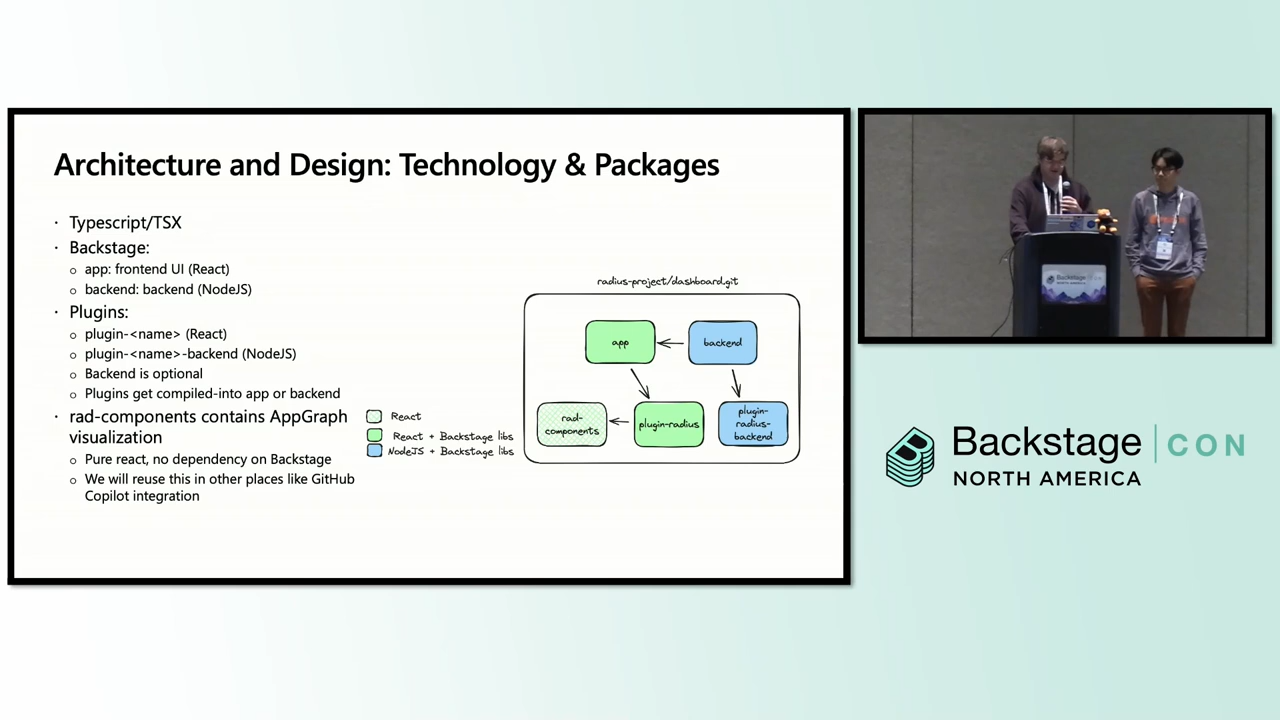 Architecture and Design: Technology & Packages
· Typescript/TSX
· Backstage:
o app: frontend UI (React)
o backend: backend (NodeJS)
· Plugins:
o plugin-<name> (React)
o plugin-<name>-backend (NodeJS)
o Backend is optional
o Plugins get compiled-into app or backend
· rad-components contains AppGraph
visualization
o Pure react, no dependency on Backstage
o We will reuse this in other places like GitHub
Copilot integration
React
React + Backstage libs
NodeJS + Backstage libs
radius-project/dashboard.git
app
backend
rad-
components
plugin-radius
plugin-
radius-
backend
Backstage
NORTH AMERICA
Backstage | CON
NORTH AMERICA